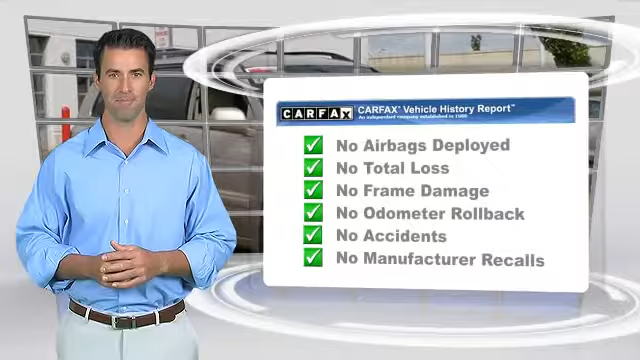 CARFAX CARFAX® Vehicle History Report™
An independent company established in 1986
No Airbags Deployed
No Total Loss
No Frame Damage
No Odometer Rollback
No Accidents
No Manufacturer Recalls